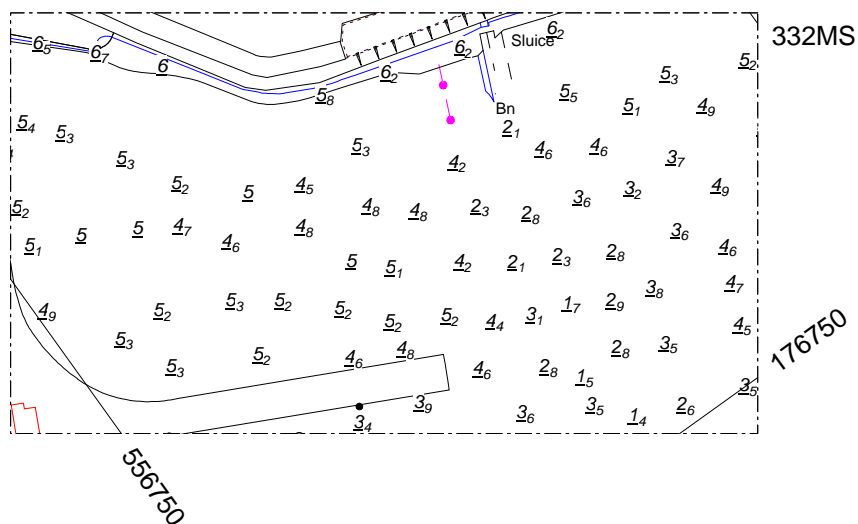 332MS
6₂
Sluice
6₂
6₅ 6₇ 6 6₂
5₂
5₃
5₈ 5₅ 5₁ 4₉
Bn
5₄ 5₃ 2₁
5₃ 5₃ 4₂ 4₆ 4₆ 3₇
5₂ 5 4₅ 3₆ 3₂ 4₉
5₂ 4₈ 4₈ 2₃ 2₈
5₁ 5 5 4₇ 4₆ 4₈ 3₆ 4₆
5 5₁ 4₂ 2₁ 2₃ 2₈
4₉ 5₂ 5₃ 5₂ 5₂ 5₂ 5₂ 4₄ 3₁ 1₇ 2₉ 3₈ 4₇
5₃ 5₃ 5₂ 4₆ 4₈ 4₆ 2₈ 1₅ 2₈ 3₅ 4₅
3₄ 3₉ 3₆ 3₅ 1₄ 2₆ 3₅
176750
556750